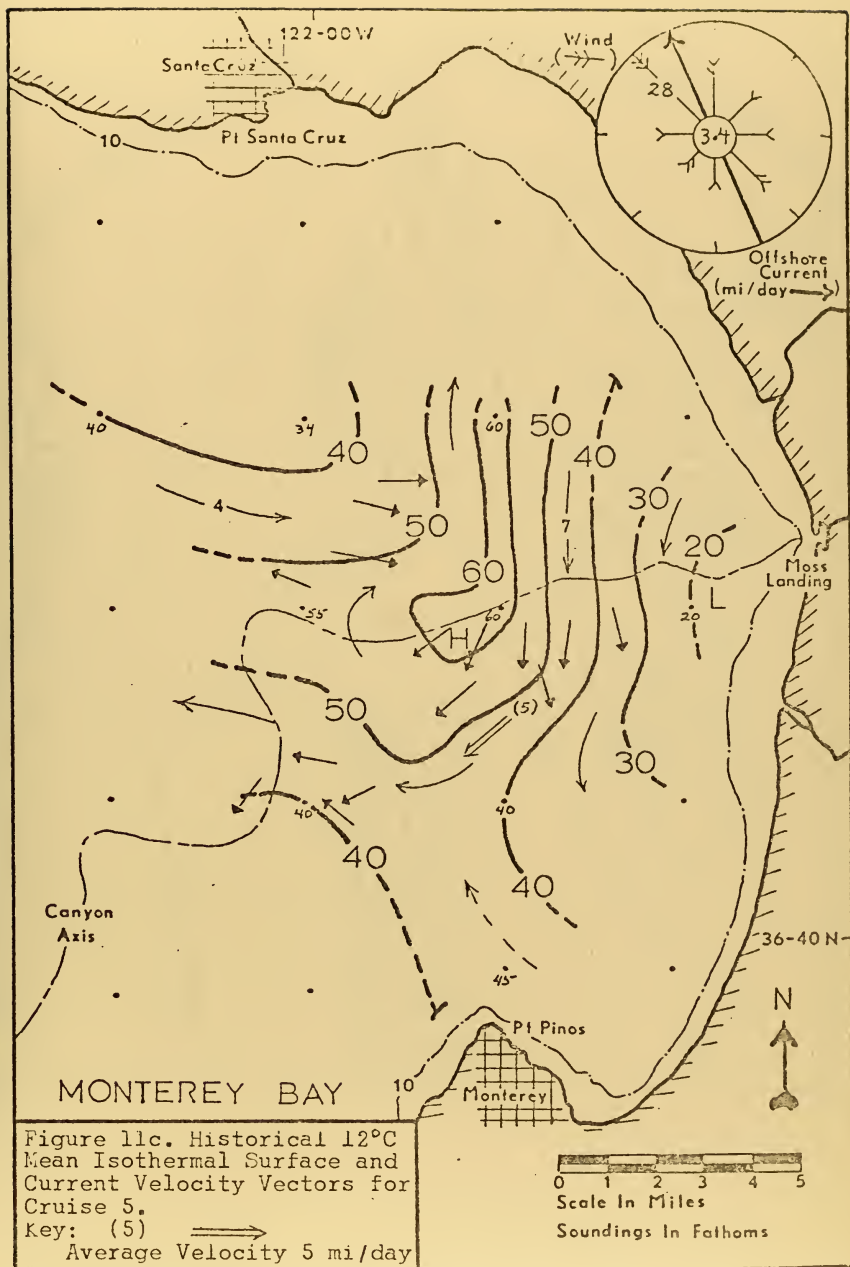 122-00W
Santa Cruz
Wind
28
3.4
10
Pt Santa Cruz
Offshore
Current
(mi/day)
40
34
40
60
50
40
30
4
50
7
20
Moss
Landing
60
L
55
H
60
20
50
(5)
30
40
40
40
40
Canyon
Axis
36-40 N
45
N
Pt Pinos
10
Monterey
MONTEREY BAY
Figure 11c. Historical 12°C
Mean Isothermal Surface and
Current Velocity Vectors for
Cruise 5.
Key: (5)
Average Velocity 5 mi/day
0 1 2 3 4 5
Scale In Miles
Soundings In Fathoms